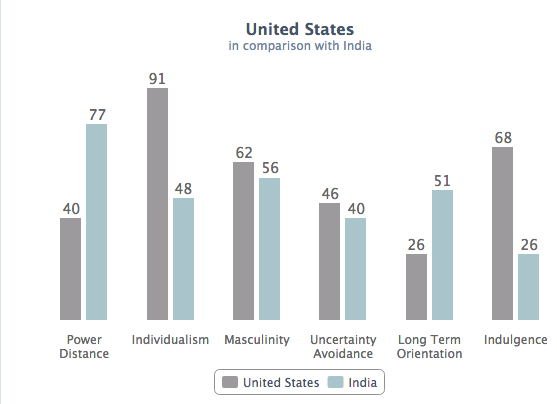 United States
in comparison with India
40
77
91
48
62
56
46
40
26
51
68
26
Power
Distance
Individualism
Masculinity
Uncertainty
Avoidance
Long Term
Orientation
Indulgence
United States
India